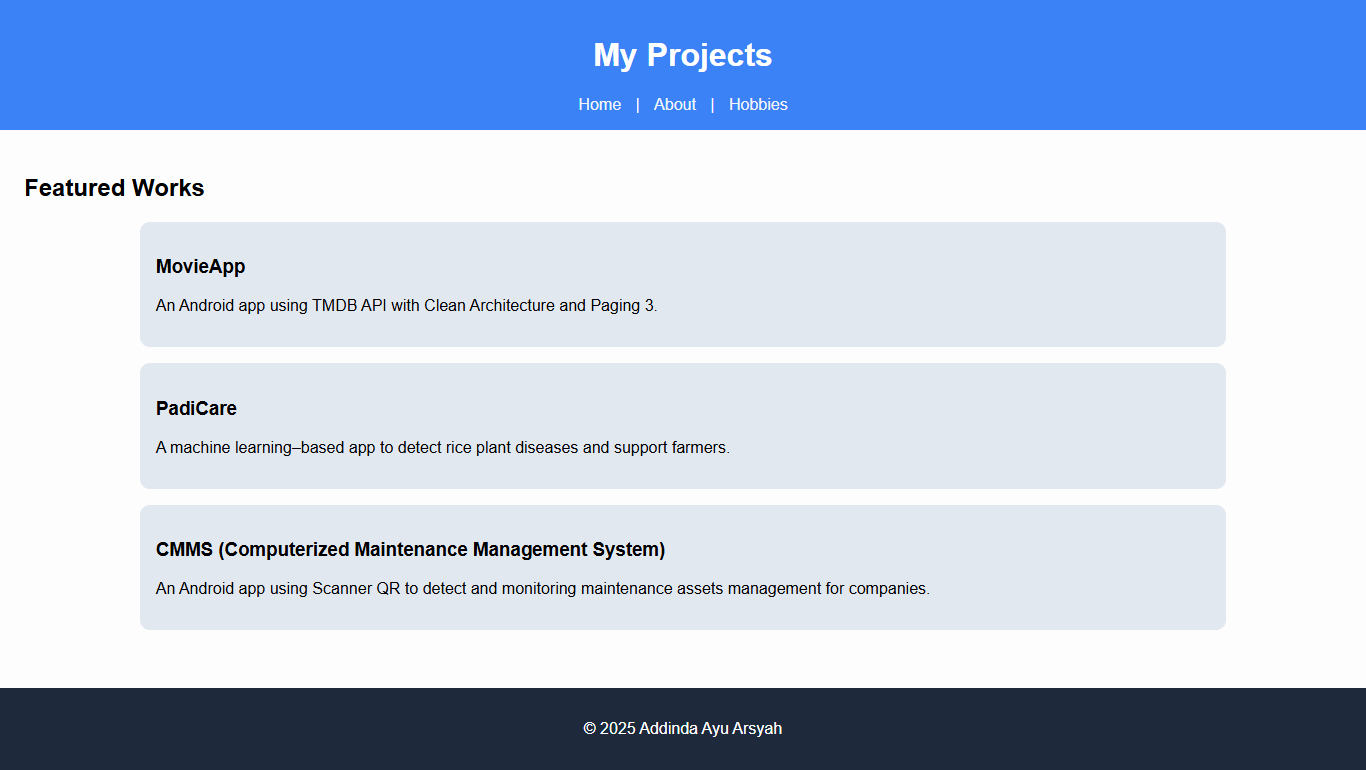 My Projects
Home | About | Hobbies
Featured Works
MovieApp
An Android app using TMDB API with Clean Architecture and Paging 3.
PadiCare
A machine learning–based app to detect rice plant diseases and support farmers.
CMMS (Computerized Maintenance Management System)
An Android app using Scanner QR to detect and monitoring maintenance assets management for companies.
© 2025 Addinda Ayu Arsyah